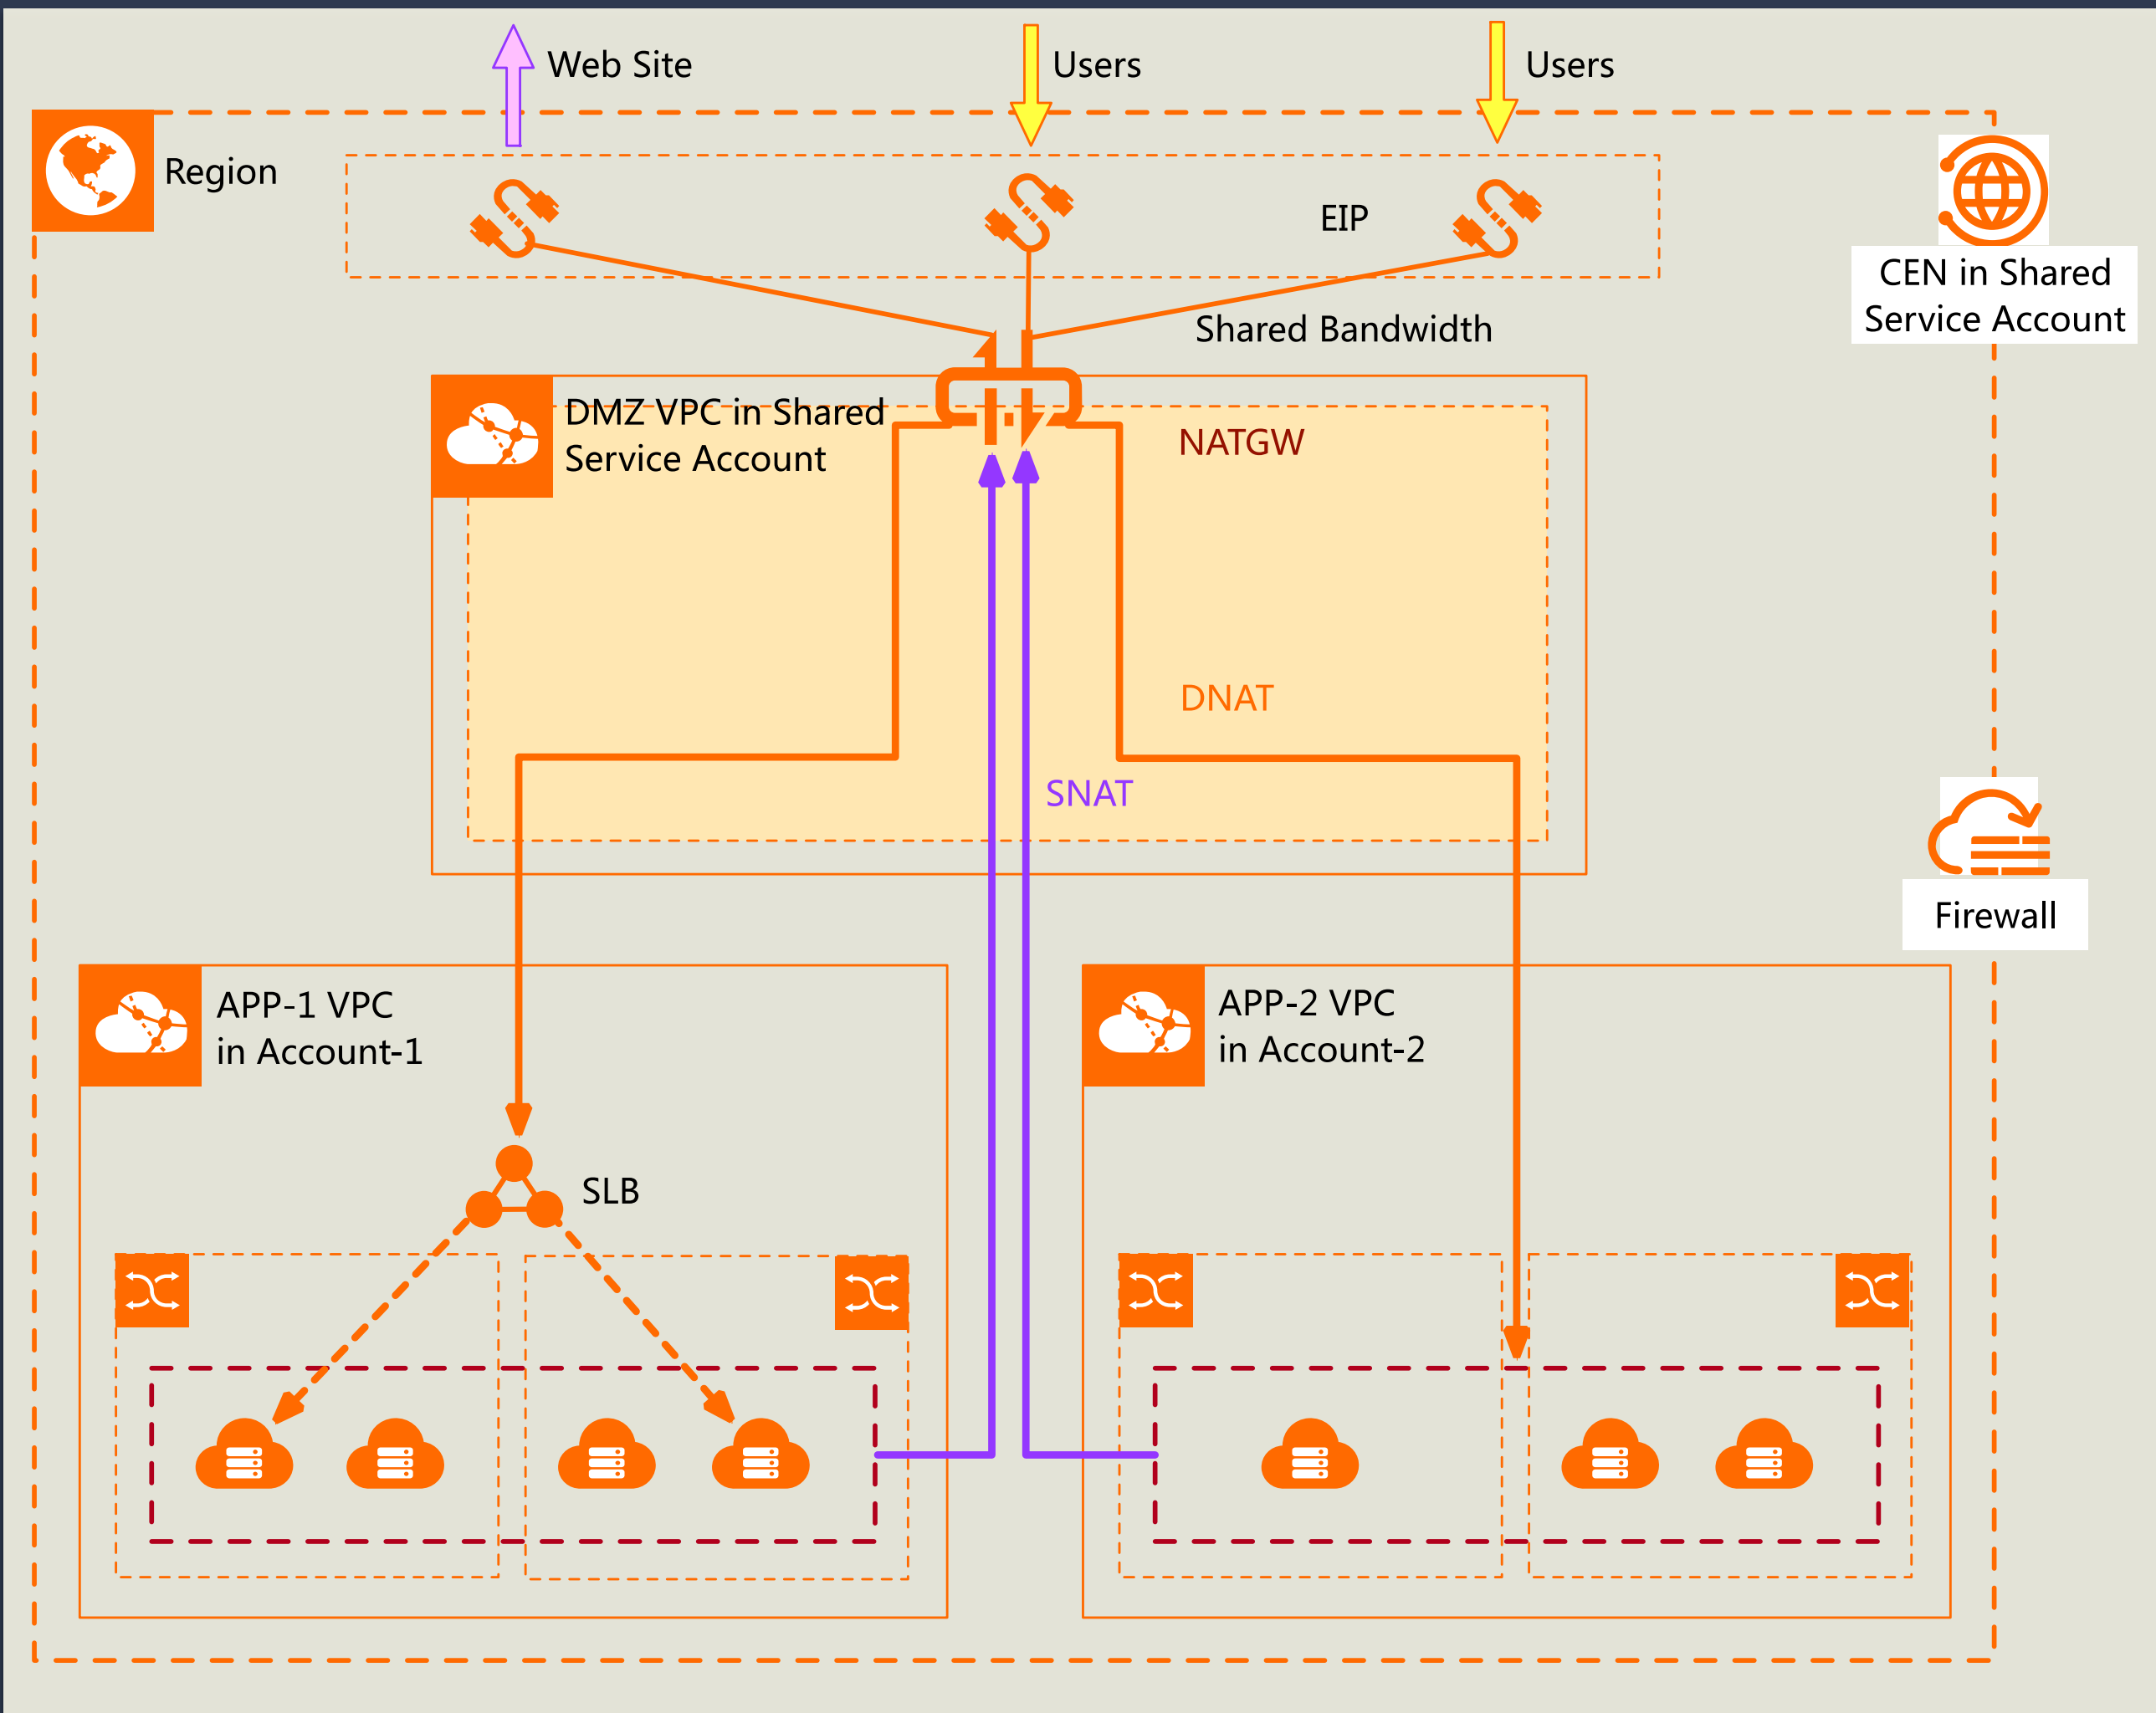 Web Site
Users
Users
Region
EIP
CEN in Shared
Service Account
Shared Bandwidth
DMZ VPC in Shared
Service Account
NATGW
DNAT
SNAT
Firewall
APP-1 VPC
in Account-1
APP-2 VPC
in Account-2
SLB